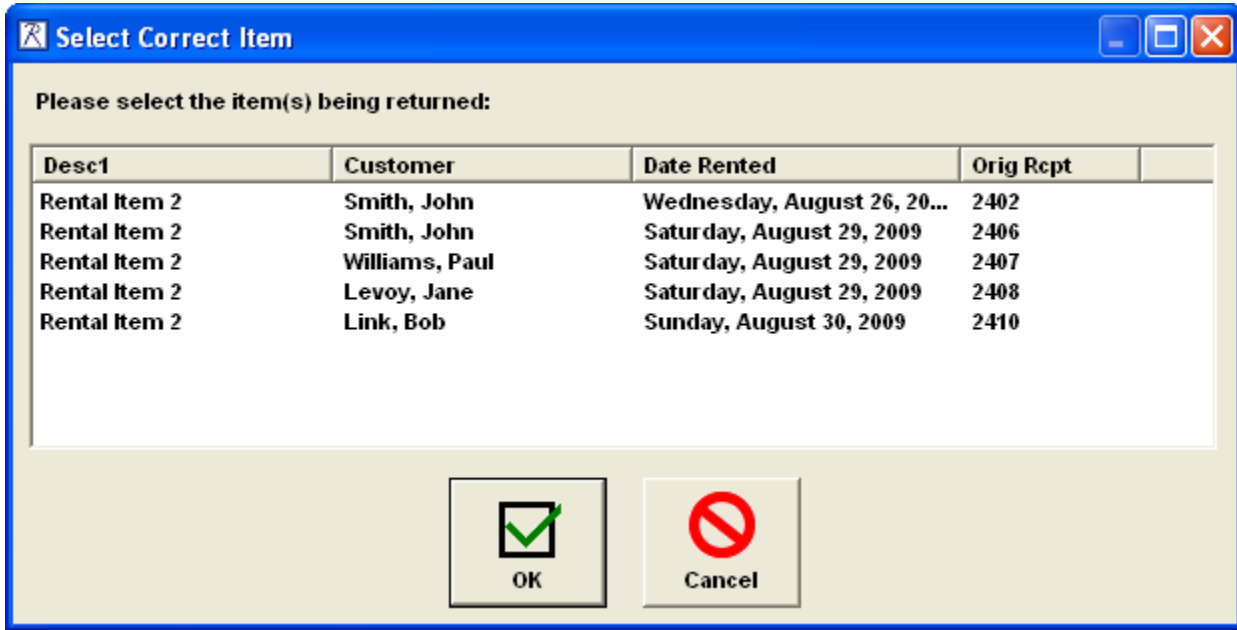 Select Correct Item
Please select the item(s) being returned:
Desc1 Customer Date Rented Orig Rcpt
Rental Item 2 Smith, John Wednesday, August 26, 20... 2402
Rental Item 2 Smith, John Saturday, August 29, 2009 2406
Rental Item 2 Williams, Paul Saturday, August 29, 2009 2407
Rental Item 2 Levoy, Jane Saturday, August 29, 2009 2408
Rental Item 2 Link, Bob Sunday, August 30, 2009 2410
OK Cancel